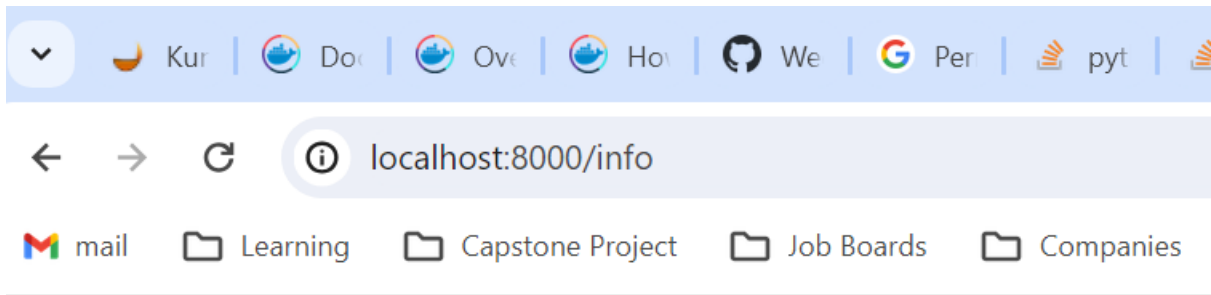 Kur Do Ove Hov We Per pyt
localhost:8000/info
mail Learning Capstone Project Job Boards Companies